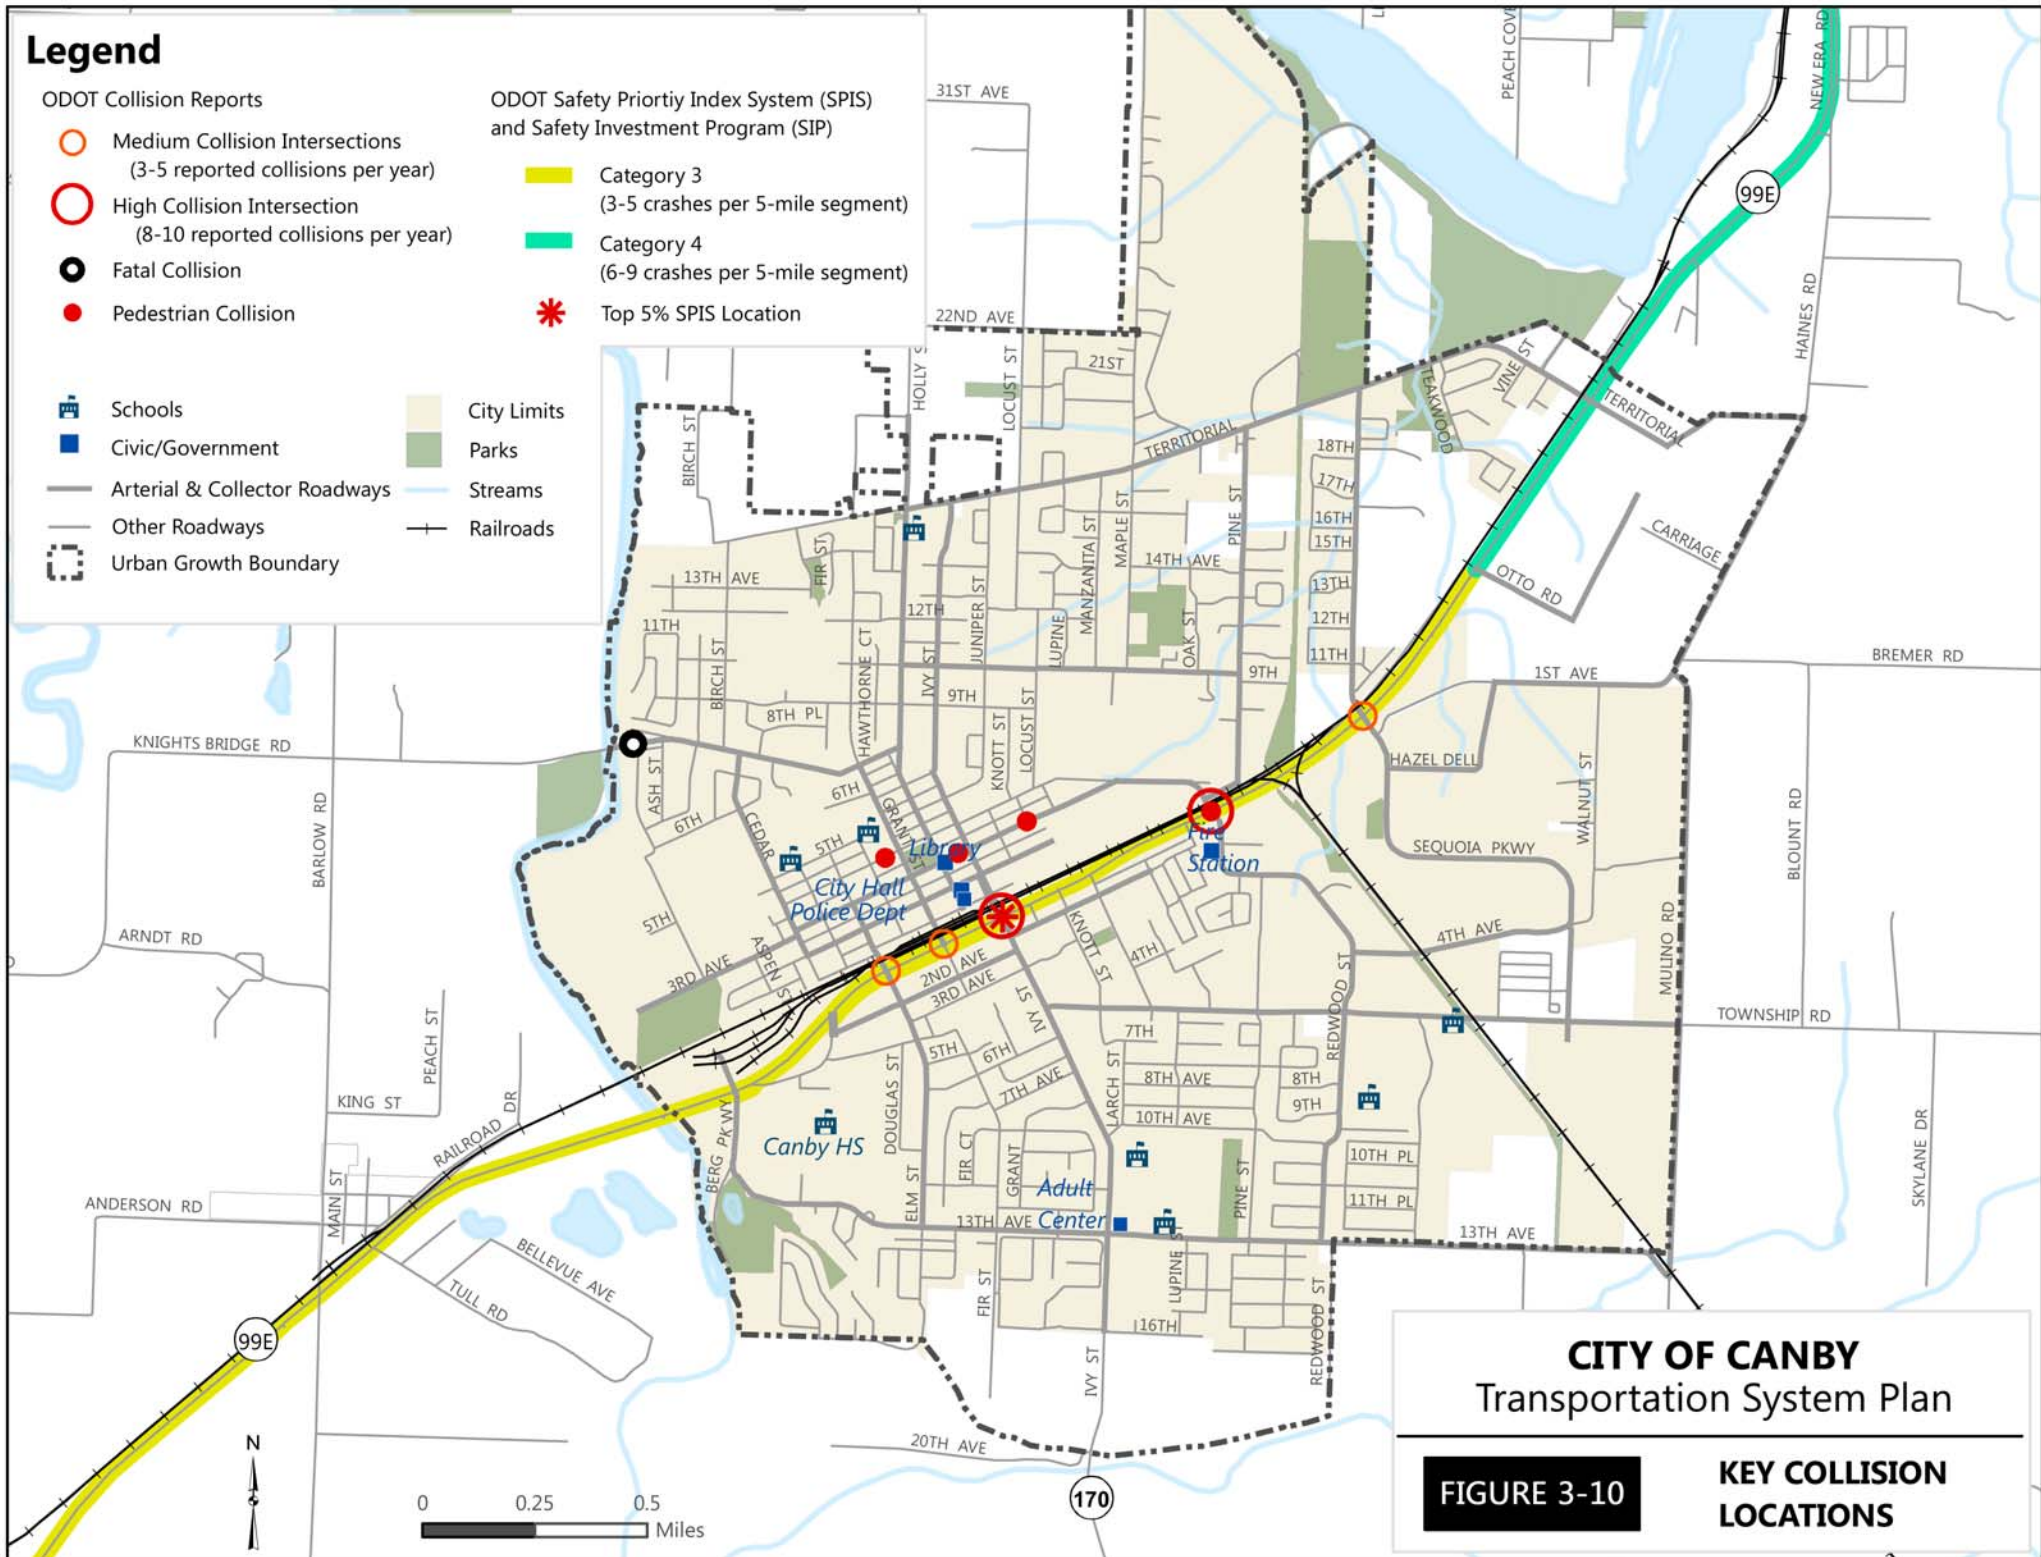 Legend
ODOT Collision Reports
Medium Collision Intersections
(3-5 reported collisions per year)
High Collision Intersection
(8-10 reported collisions per year)
Fatal Collision
Pedestrian Collision
ODOT Safety Priortiy Index System (SPIS)
and Safety Investment Program (SIP)
Category 3
(3-5 crashes per 5-mile segment)
Category 4
(6-9 crashes per 5-mile segment)
Top 5% SPIS Location
Schools
Civic/Government
Arterial & Collector Roadways
Other Roadways
Urban Growth Boundary
City Limits
Parks
Streams
Railroads
31ST AVE
PEACH COVE
NEW ERA RD
99E
HAINES RD
22ND AVE
HOLLY S
LOCUST ST
21ST
TEAKWOOD
VINE ST
TERRITORIAL
TERRITORIAL
BIRCH ST
18TH
17TH
16TH
15TH
13TH
12TH
11TH
PINE ST
MAPLE ST
MANZANITA ST
14TH AVE
OAK ST
CARRIAGE
OTTO RD
13TH AVE
FIR ST
12TH
JUNIPER ST
LUPINE
11TH
BIRCH ST
HAWTHORNE CT
IVY ST
9TH
9TH
1ST AVE
BREMER RD
8TH PL
KNOTT ST
LOCUST ST
KNIGHTS BRIDGE RD
HAZEL DELL
ASH ST
6TH
GRANT ST
WALNUT ST
BARLOW RD
6TH
CEDAR
5TH
Library
Fire
Station
SEQUOIA PKWY
BLOUNT RD
City Hall
Police Dept
5TH
ARNDT RD
3RD AVE
ASPEN S
2ND AVE
3RD AVE
KNOTT ST
4TH
REDWOOD ST
4TH AVE
MULINO RD
IVY ST
TOWNSHIP RD
PEACH ST
5TH
6TH
7TH
7TH AVE
LARCH ST
8TH AVE
8TH
9TH
10TH AVE
KING ST
RAILROAD DR
BERG PKWY
Canby HS
DOUGLAS ST
FIR CT
GRANT
10TH PL
11TH PL
SKYLANE DR
ANDERSON RD
MAIN ST
ELM ST
Adult
Center
PINE ST
13TH AVE
13TH AVE
BELLEVUE AVE
TULL RD
FIR ST
LUPINE ST
16TH
REDWOOD ST
99E
IVY ST
20TH AVE
170
N
0 0.25 0.5
Miles
CITY OF CANBY
Transportation System Plan
FIGURE 3-10
KEY COLLISION
LOCATIONS